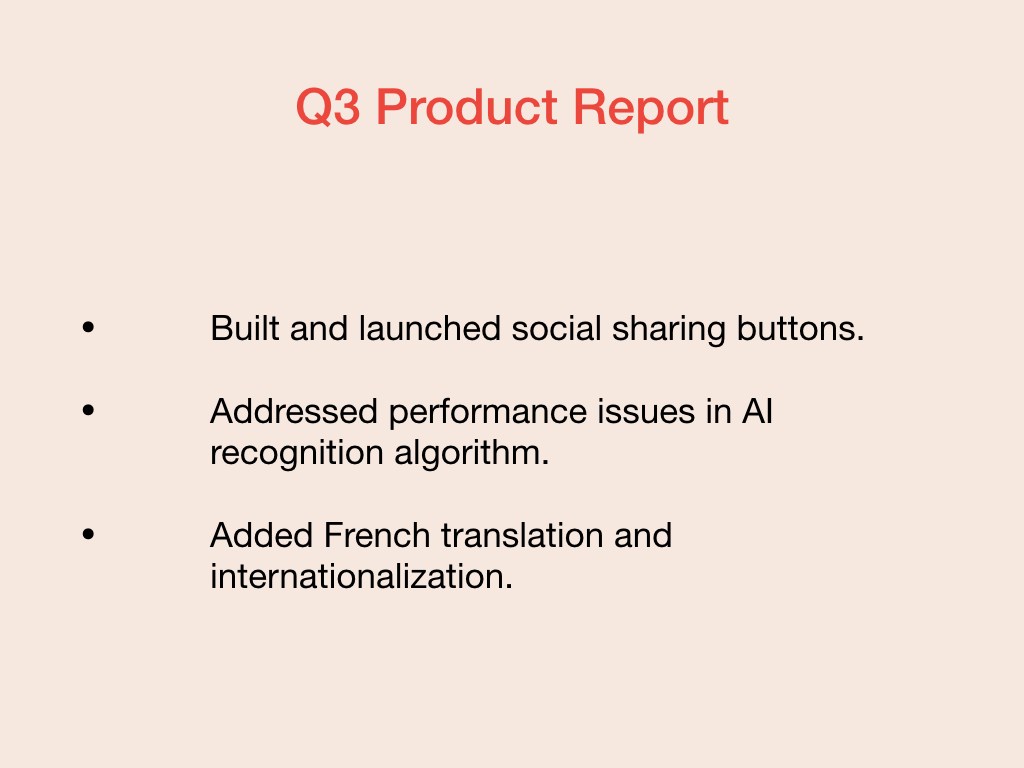 Q3 Product Report
• Built and launched social sharing buttons.
• Addressed performance issues in AI
recognition algorithm.
• Added French translation and
internationalization.